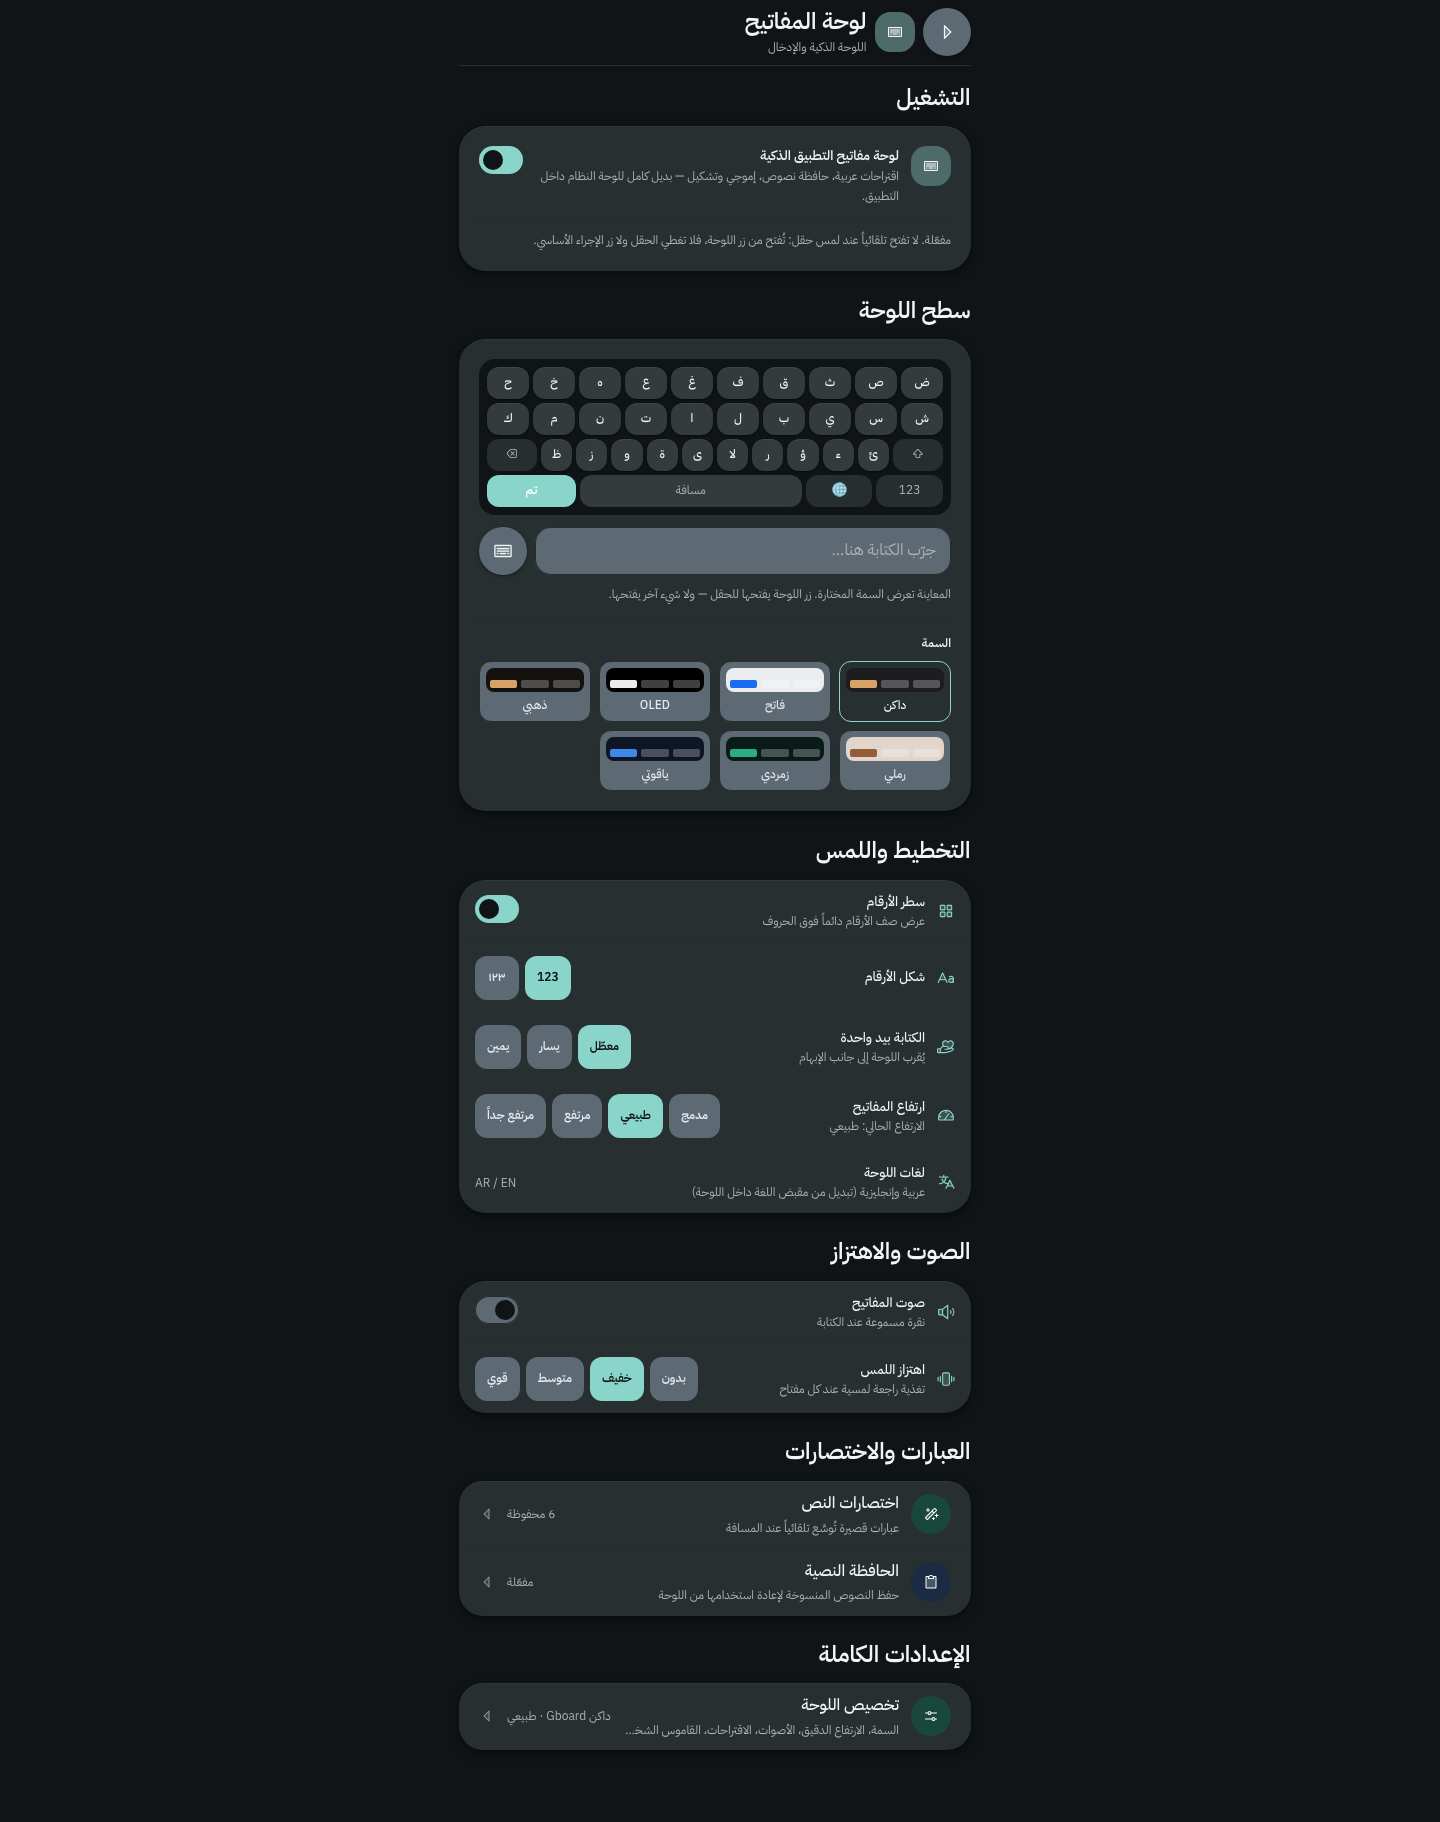 لوحة المفاتيح
اللوحة الذكية والإدخال
التشغيل
لوحة مفاتيح التطبيق الذكية
اقتراحات عربية، حافظة نصوص، إموجي وتشكيل — بديل كامل للوحة النظام داخل
التطبيق.
مفعّلة. لا تفتح تلقائياً عند لمس حقل: تُفتح من زر اللوحة، فلا تغطي الحقل ولا زر الإجراء الأساسي.
سطح اللوحة
ض ص ث ق ف غ ع ه خ ح
ش س ي ب ل ا ت ن م ك
ئ ء ؤ ر لا ى ة و ز ظ
123 مسافة تم
جرّب الكتابة هنا...
المعاينة تعرض السمة المختارة. زر اللوحة يفتحها للحقل — ولا شيء آخر يفتحها.
السمة
داكن فاتح OLED ذهبي
رملي زمردي ياقوتي
التخطيط واللمس
سطر الأرقام
عرض صف الأرقام دائماً فوق الحروف
شكل الأرقام 123 ١٢٣
الكتابة بيد واحدة
يُقرب اللوحة إلى جانب الإبهام
معطّل يسار يمين
ارتفاع المفاتيح
الارتفاع الحالي: طبيعي
مدمج طبيعي مرتفع مرتفع جداً
لغات اللوحة
عربية وإنجليزية (تبديل من مقبض اللغة داخل اللوحة)
AR / EN
الصوت والاهتزاز
صوت المفاتيح
نقرة مسموعة عند الكتابة
اهتزاز اللمس
تغذية راجعة لمسية عند كل مفتاح
بدون خفيف متوسط قوي
العبارات والاختصارات
اختصارات النص
عبارات قصيرة تُوسَّع تلقائياً عند المسافة
6 محفوظة
الحافظة النصية
حفظ النصوص المنسوخة لإعادة استخدامها من اللوحة
مفعّلة
الإعدادات الكاملة
تخصيص اللوحة
السمة، الارتفاع الدقيق، الأصوات، الاقتراحات، القاموس الشخ...
داكن Gboard · طبيعي